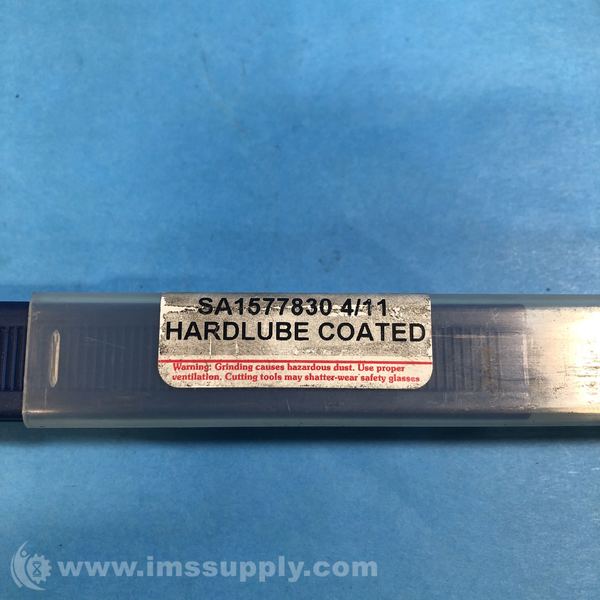 SA1577830 4/11
HARDLUBE COATED
Warning: Grinding causes hazardous dust. Use proper
ventilation. Cutting tools may shatter-wear safety glasses
www.imssupply.com